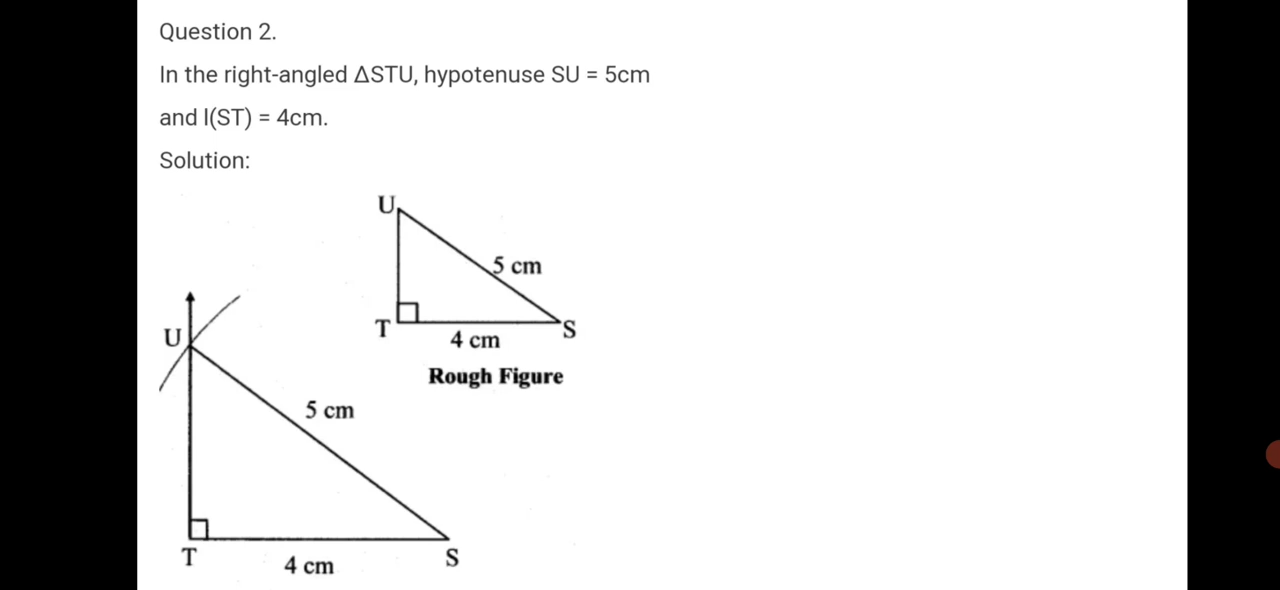 Question 2.
In the right-angled ∆STU, hypotenuse SU = 5cm
and l(ST) = 4cm.
Solution:
U
5 cm
T
S
4 cm
Rough Figure
U
5 cm
T
S
4 cm